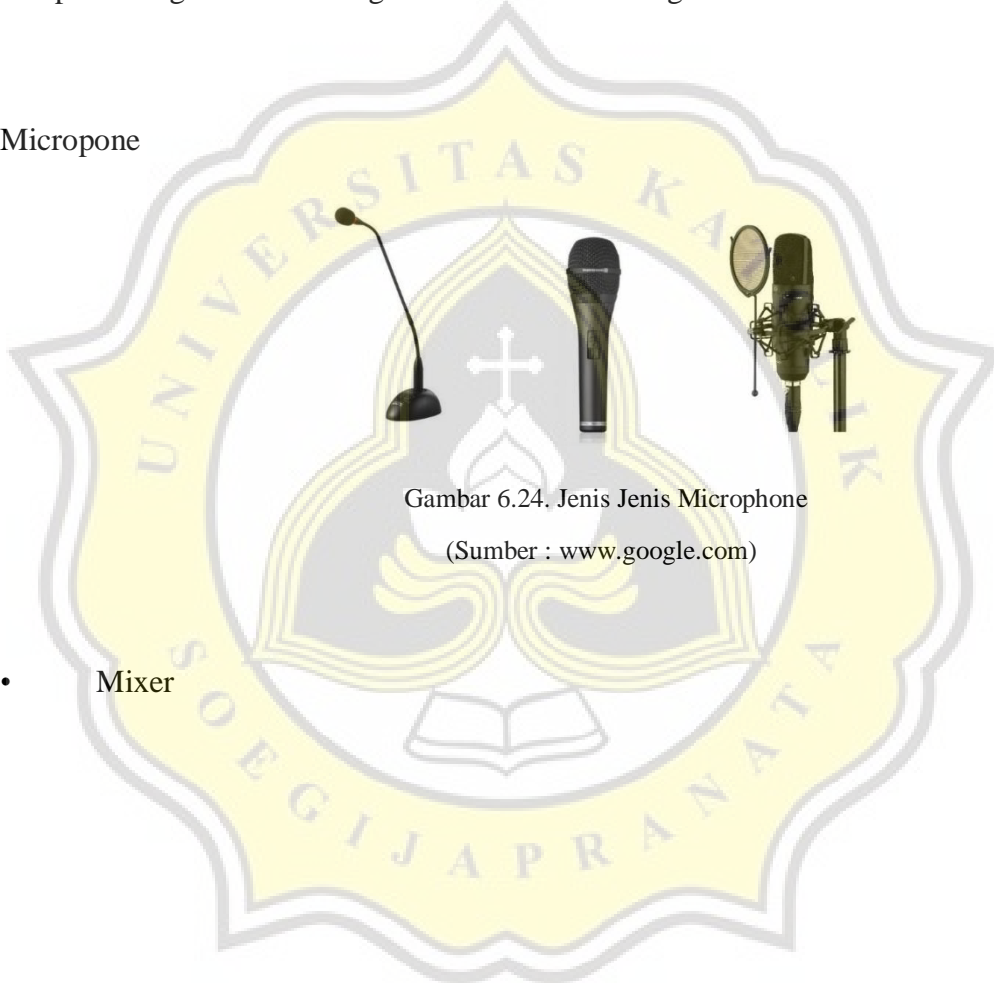 Micropone
Gambar 6.24. Jenis Jenis Microphone
(Sumber : www.google.com)
• Mixer
UNIVERSITAS KATOLIK
SOEGIJAPRANATA